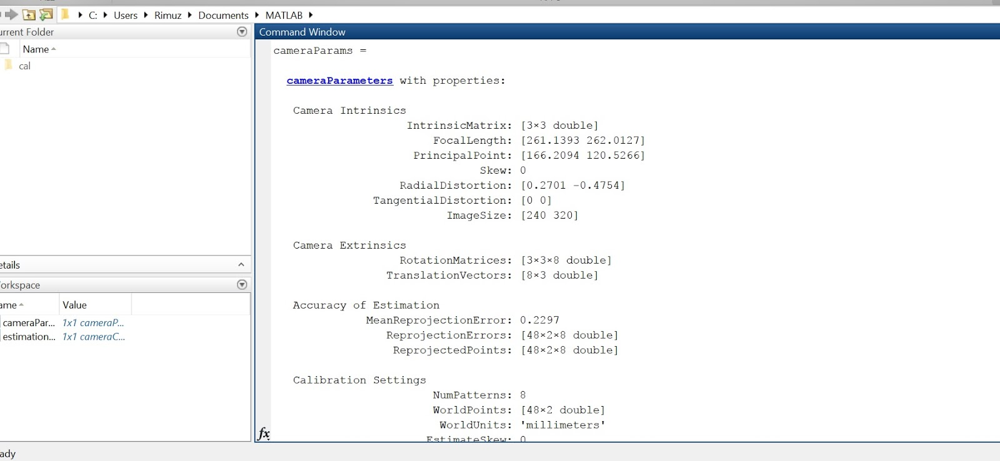 C: Users Rimuz Documents MATLAB
urrent Folder
Name
cal
etails
orkspace
ame Value
cameraPar... 1x1 cameraP...
estimation... 1x1 cameraC...
ady
Command Window
cameraParams =
cameraParameters with properties:
Camera Intrinsics
IntrinsicMatrix: [3×3 double]
FocalLength: [261.1393 262.0127]
PrincipalPoint: [166.2094 120.5266]
Skew: 0
RadialDistortion: [0.2701 -0.4754]
TangentialDistortion: [0 0]
ImageSize: [240 320]
Camera Extrinsics
RotationMatrices: [3×3×8 double]
TranslationVectors: [8×3 double]
Accuracy of Estimation
MeanReprojectionError: 0.2297
ReprojectionErrors: [48×2×8 double]
ReprojectedPoints: [48×2×8 double]
Calibration Settings
NumPatterns: 8
WorldPoints: [48×2 double]
WorldUnits: 'millimeters'
EstimateSkew: 0
fx